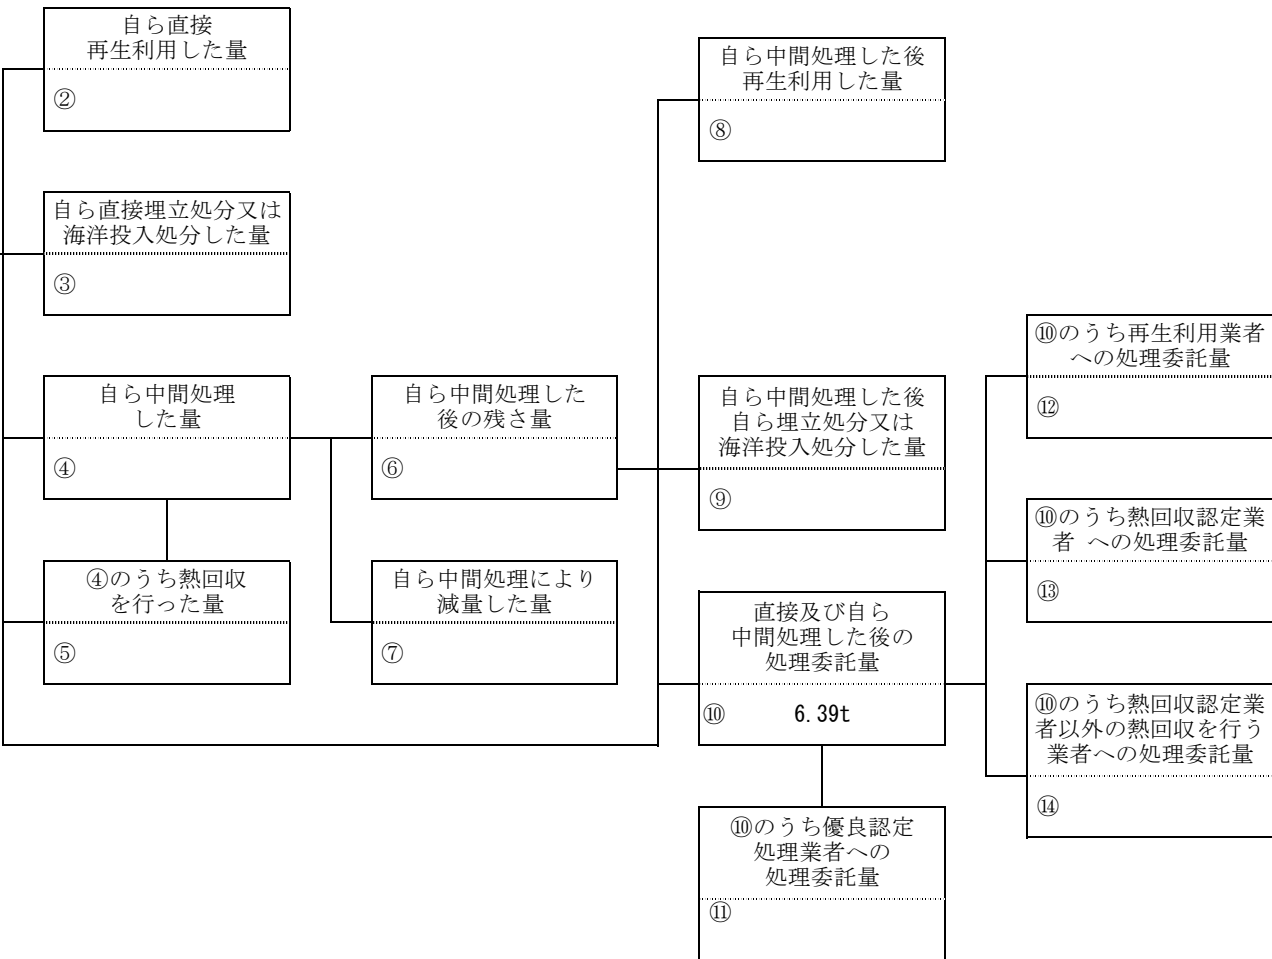 自ら直接
再生利用した量
②
自ら直接埋立処分又は
海洋投入処分した量
③
自ら中間処理
した量
④
④のうち熱回収
を行った量
⑤
自ら中間処理した
後の残さ量
⑥
自ら中間処理により
減量した量
⑦
自ら中間処理した後
再生利用した量
⑧
自ら中間処理した後
自ら埋立処分又は
海洋投入処分した量
⑨
直接及び自ら
中間処理した後の
処理委託量
⑩ 6.39t
⑩のうち優良認定
処理業者への
処理委託量
⑪
⑩のうち再生利用業者
への処理委託量
⑫
⑩のうち熱回収認定業
者 への処理委託量
⑬
⑩のうち熱回収認定業
者以外の熱回収を行う
業者への処理委託量
⑭